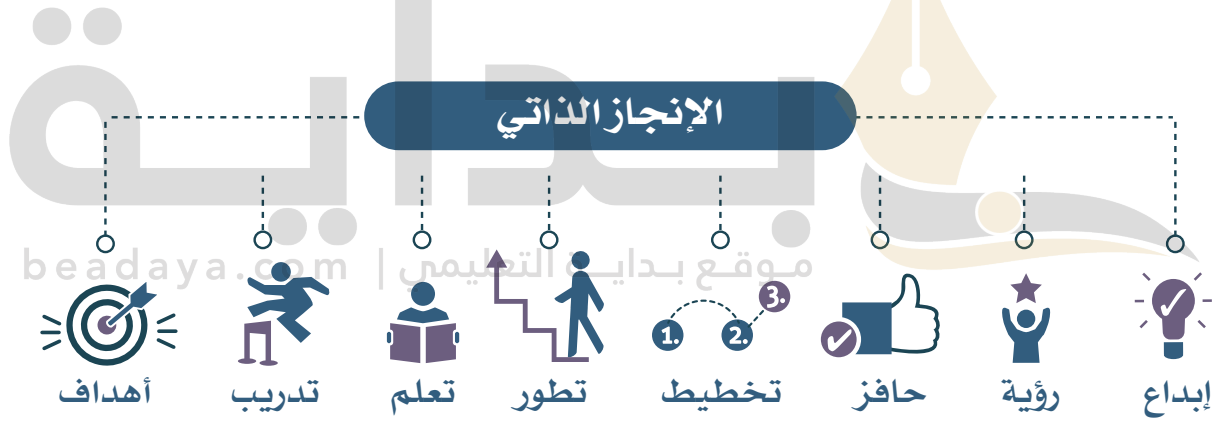 الإنجاز الذاتي
بداية
موقع بداية التعليمي | beadaya.com
1. 2. 3.
إبداع
رؤية
حافز
تخطيط
تطور
تعلم
تدريب
أهداف